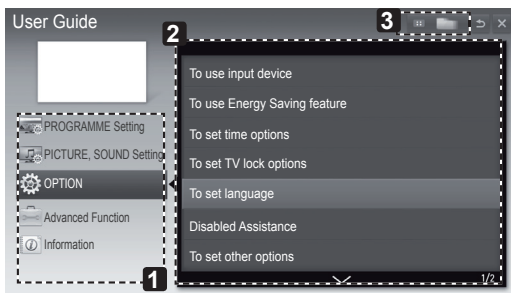 User Guide
3
2
PROGRAMME Setting
PICTURE, SOUND Setting
OPTION
Advanced Function
Information
1
To use input device
To use Energy Saving feature
To set time options
To set TV lock options
To set language
Disabled Assistance
To set other options
1/2